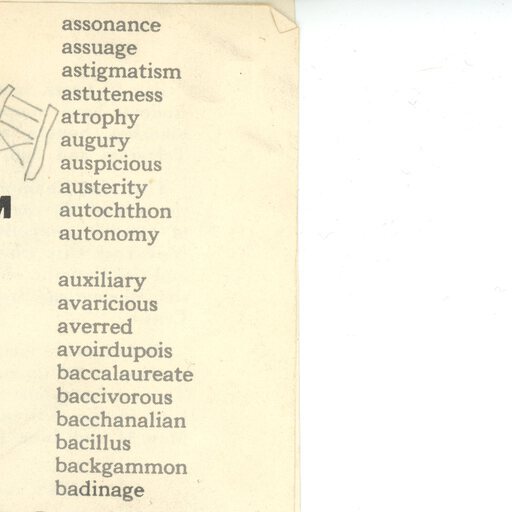 assonance
assuage
astigmatism
astuteness
atrophy
augury
auspicious
austerity
autochthon
autonomy
auxiliary
avaricious
averred
avoirdupois
baccalaureate
baccivorous
bacchanalian
bacillus
backgammon
badinage